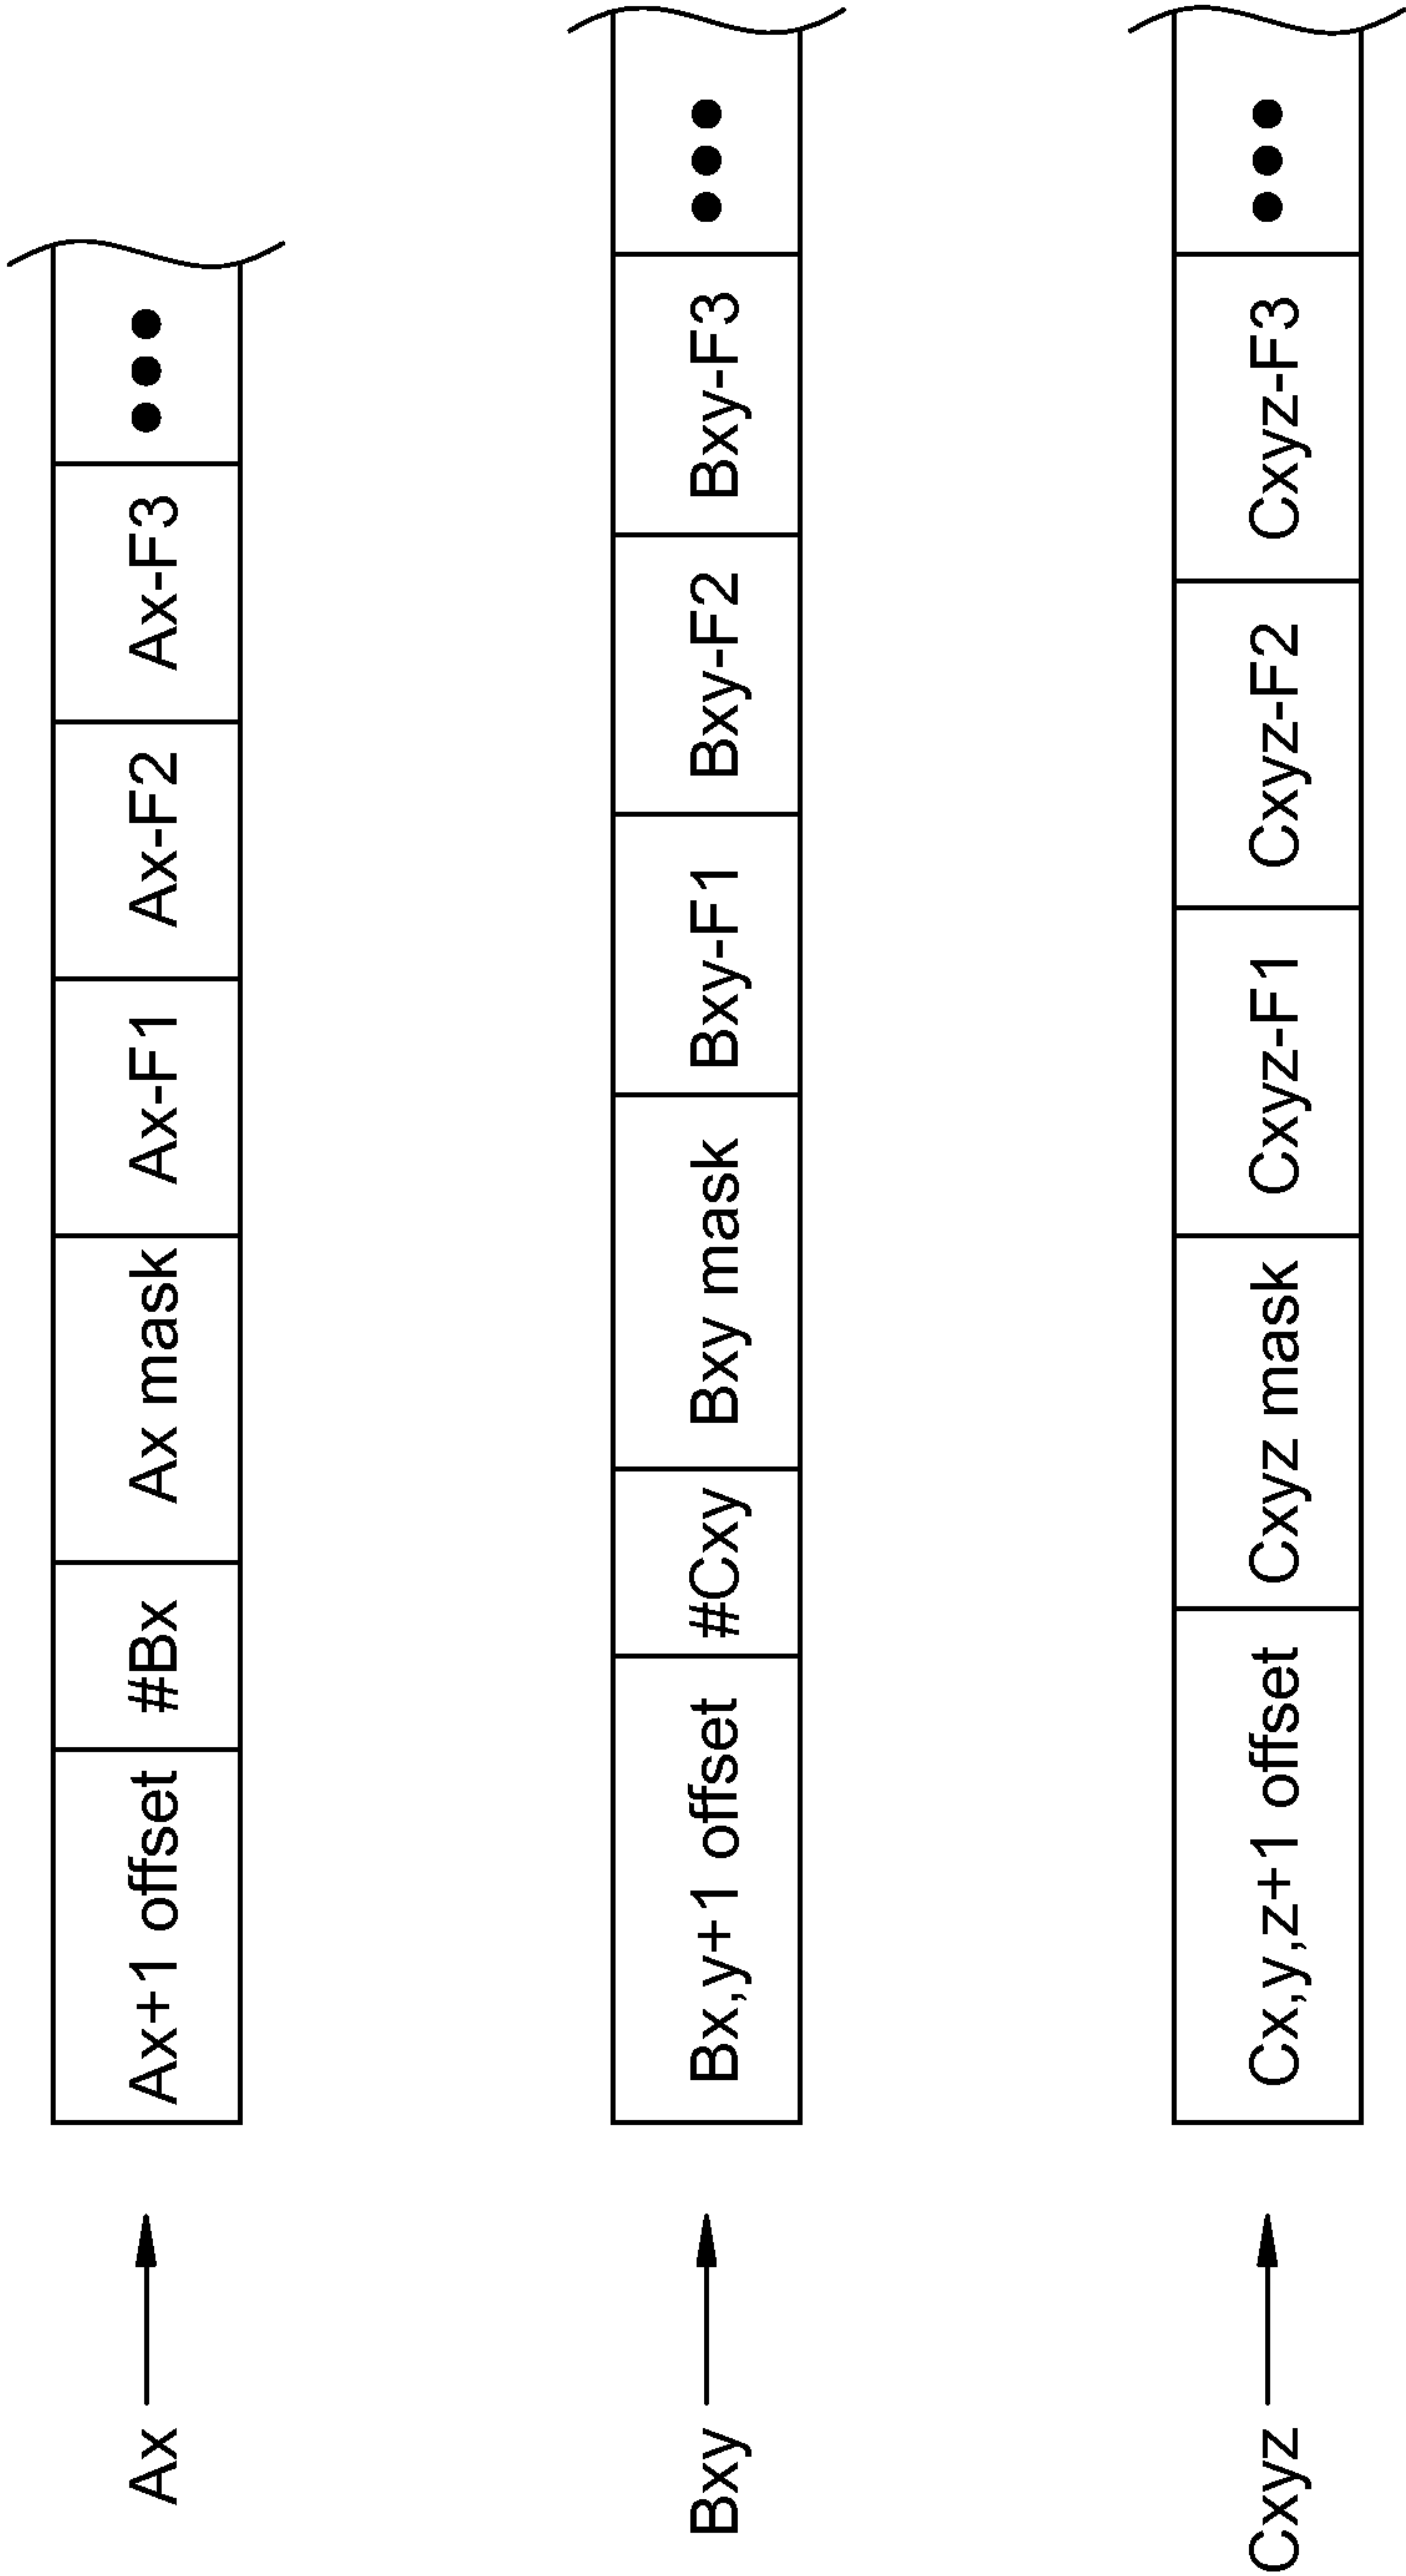 Ax
Ax+1 offset
#Bx
Ax mask
Ax-F1
Ax-F2
Ax-F3
Bxy
Bx,y+1 offset
#Cxy
Bxy mask
Bxy-F1
Bxy-F2
Bxy-F3
Cxyz
Cx,y,z+1 offset
Cxyz mask
Cxyz-F1
Cxyz-F2
Cxyz-F3